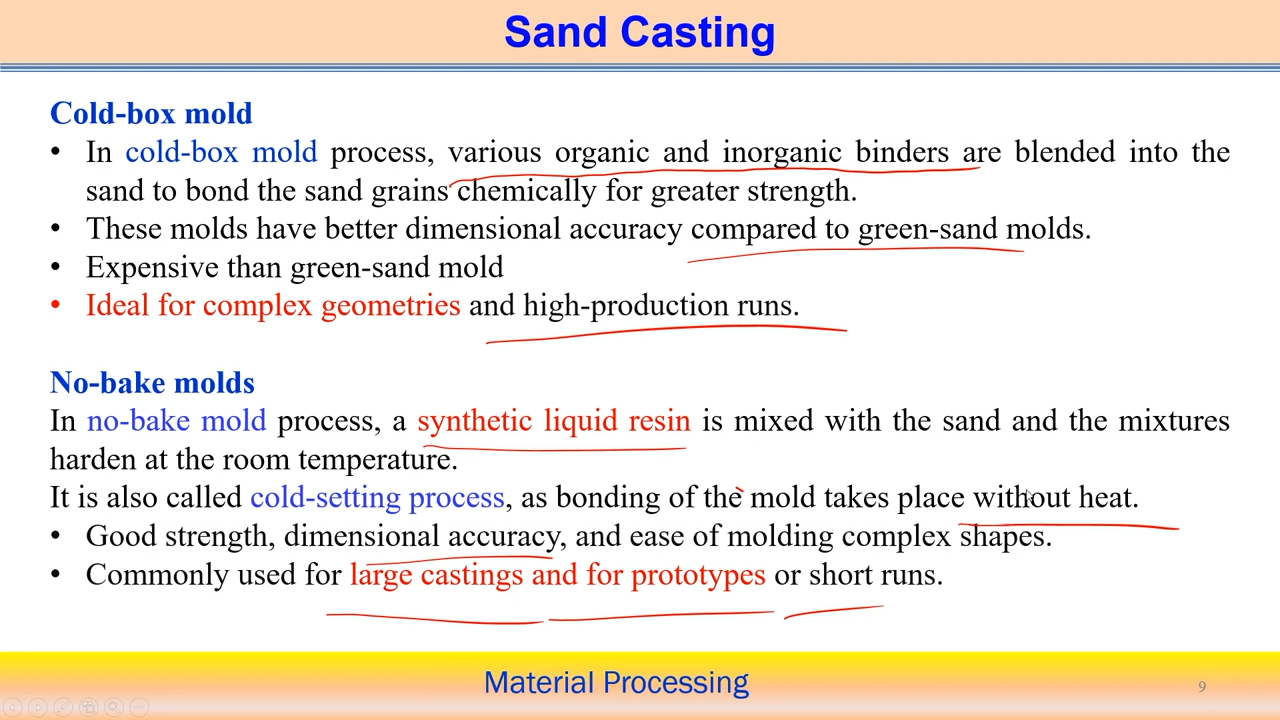 Sand Casting
Cold-box mold
• In cold-box mold process, various organic and inorganic binders are blended into the
sand to bond the sand grains chemically for greater strength.
• These molds have better dimensional accuracy compared to green-sand molds.
• Expensive than green-sand mold
• Ideal for complex geometries and high-production runs.
No-bake molds
In no-bake mold process, a synthetic liquid resin is mixed with the sand and the mixtures
harden at the room temperature.
It is also called cold-setting process, as bonding of the mold takes place without heat.
• Good strength, dimensional accuracy, and ease of molding complex shapes.
• Commonly used for large castings and for prototypes or short runs.
Material Processing
9